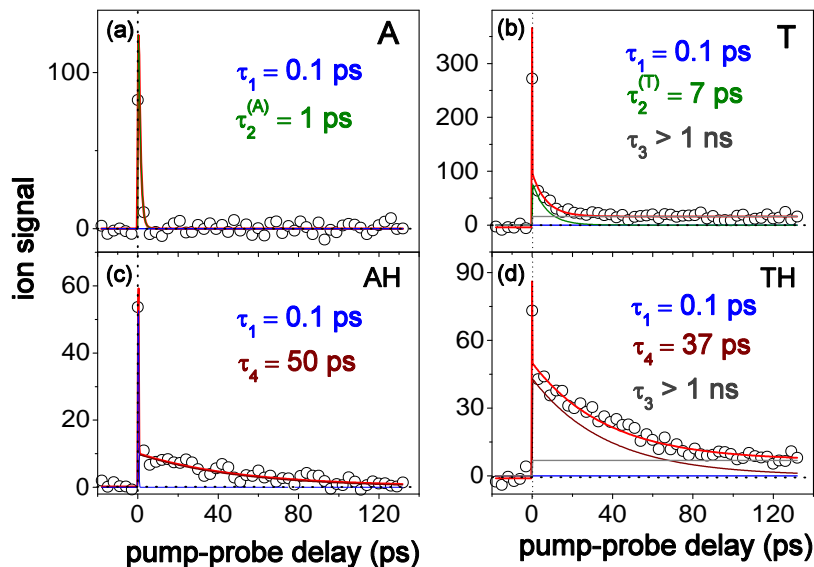 (a) A
τ1 = 0.1 ps
τ2(A) = 1 ps
100
0
(b) T
τ1 = 0.1 ps
τ2(T) = 7 ps
τ3 > 1 ns
300
200
100
0
ion signal
(c) AH
τ1 = 0.1 ps
τ4 = 50 ps
60
40
20
0
0 40 80 120
pump-probe delay (ps)
(d) TH
τ1 = 0.1 ps
τ4 = 37 ps
τ3 > 1 ns
90
60
30
0
0 40 80 120
pump-probe delay (ps)